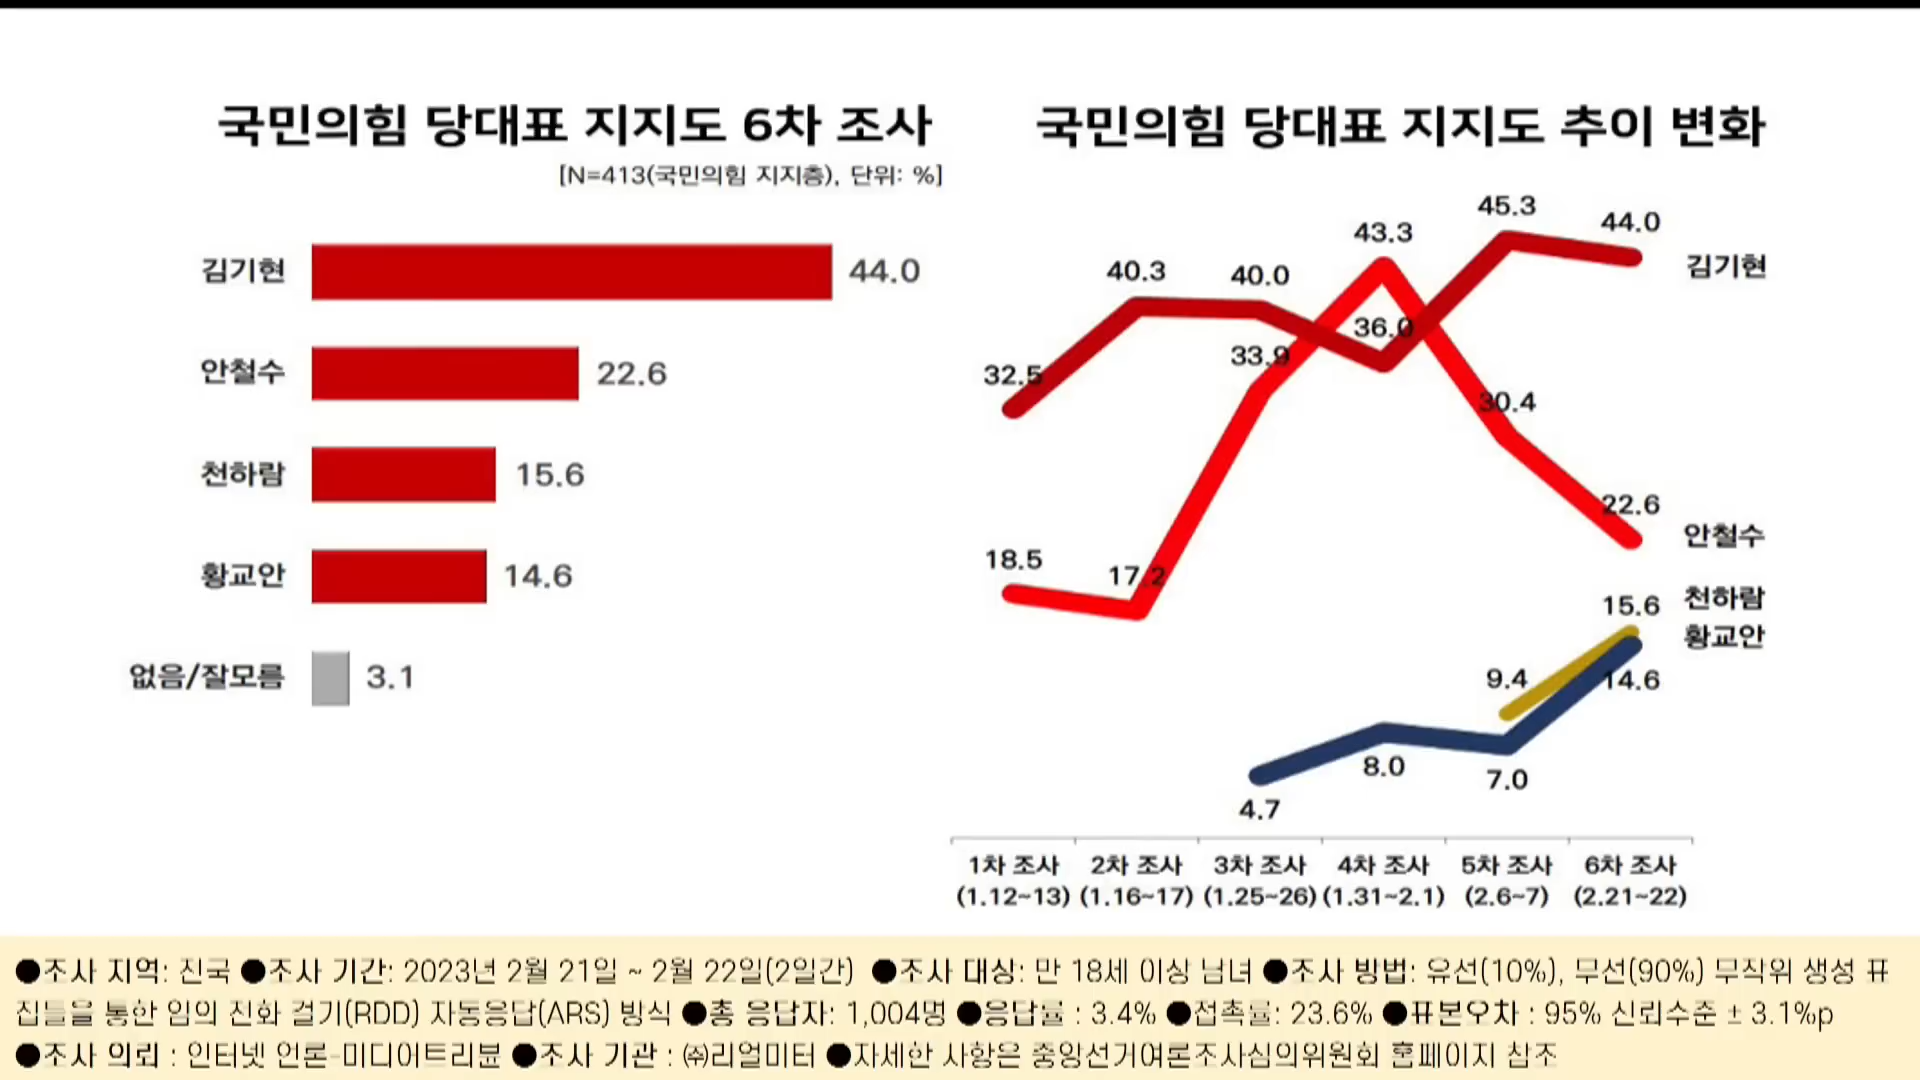 국민의힘 당대표 지지도 6차 조사
[N=413(국민의힘 지지층), 단위: %]
김기현 44.0
안철수 22.6
천하람 15.6
황교안 14.6
없음/잘모름 3.1
국민의힘 당대표 지지도 추이 변화
45.3
44.0
43.3
김기현
40.3
40.0
36.0
33.9
32.5
30.4
22.6
안철수
18.5
17.2
천하람
15.6
황교안
9.4
14.6
8.0
7.0
4.7
1차 조사 2차 조사 3차 조사 4차 조사 5차 조사 6차 조사
(1.12~13) (1.16~17) (1.25~26) (1.31~2.1) (2.6~7) (2.21~22)
●조사 지역: 전국 ●조사 기간: 2023년 2월 21일 ~ 2월 22일(2일간) ●조사 대상: 만 18세 이상 남녀 ●조사 방법: 유선(10%), 무선(90%) 무작위 생성 표
집틀을 통한 임의 전화 걸기(RDD) 자동응답(ARS) 방식 ●총 응답자: 1,004명 ●응답률 : 3.4% ●접촉률: 23.6% ●표본오차 : 95% 신뢰수준 ± 3.1%p
●조사 의뢰 : 인터넷 언론-미디어트리뷴 ●조사 기관 : ㈜리얼미터 ●자세한 사항은 중앙선거여론조사심의위원회 홈페이지 참조